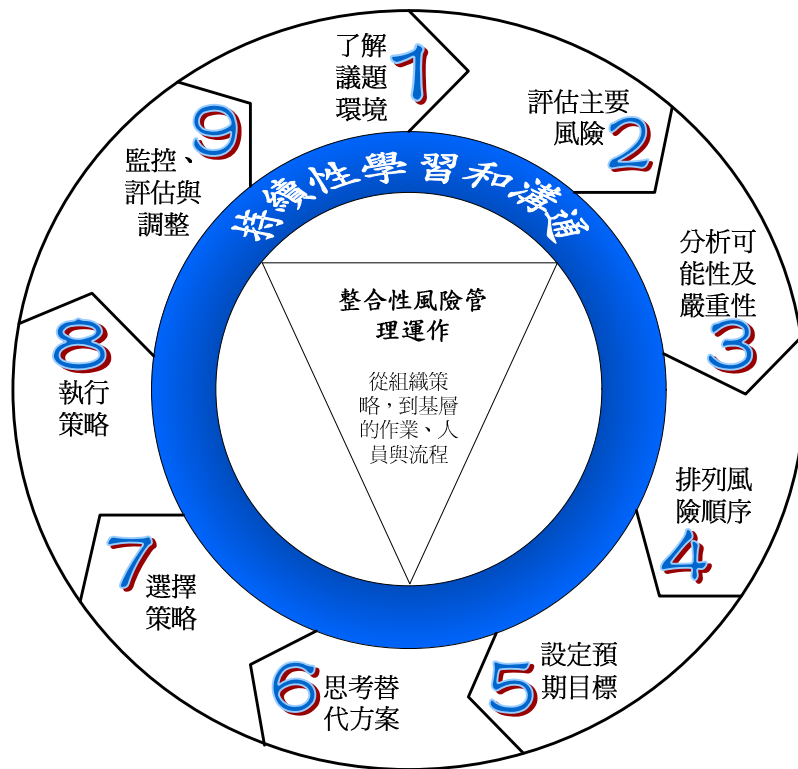 1
了解
議題
環境
2
評估主要
風險
3
分析可
能性及
嚴重性
4
排列風
險順序
5
設定預
期目標
6
思考替
代方案
7
選擇
策略
8
執行
策略
9
監控、
評估與
調整
持續性學習和溝通
整合性風險管
理運作
從組織策
略，到基層
的作業、人
員與流程